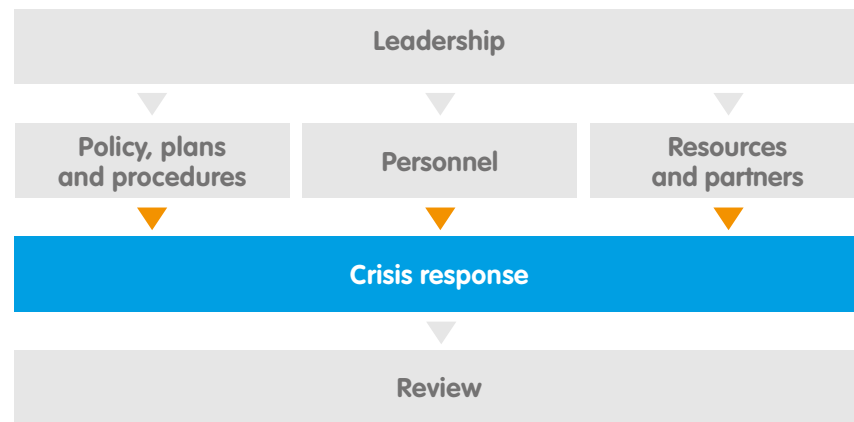 Leadership
Policy, plans
and procedures
Personnel
Resources
and partners
Crisis response
Review